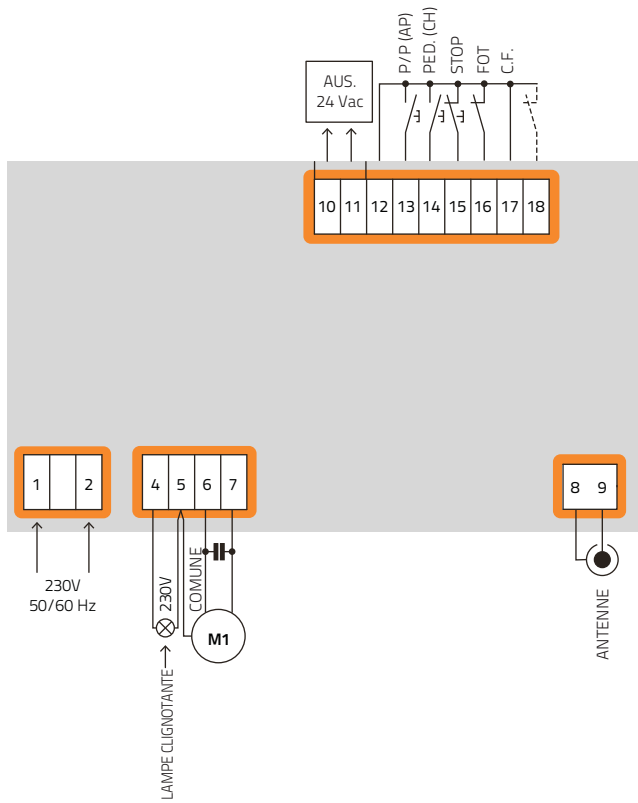 P/P (AP)
PED. (CH)
STOP
FOT
C.F.
AUS.
24 Vac
10 11 12 13 14 15 16 17 18
1 2
4 5 6 7
8 9
230V
50/60 Hz
230V
COMUNE
M1
LAMPE CLIGNOTANTE
ANTENNE